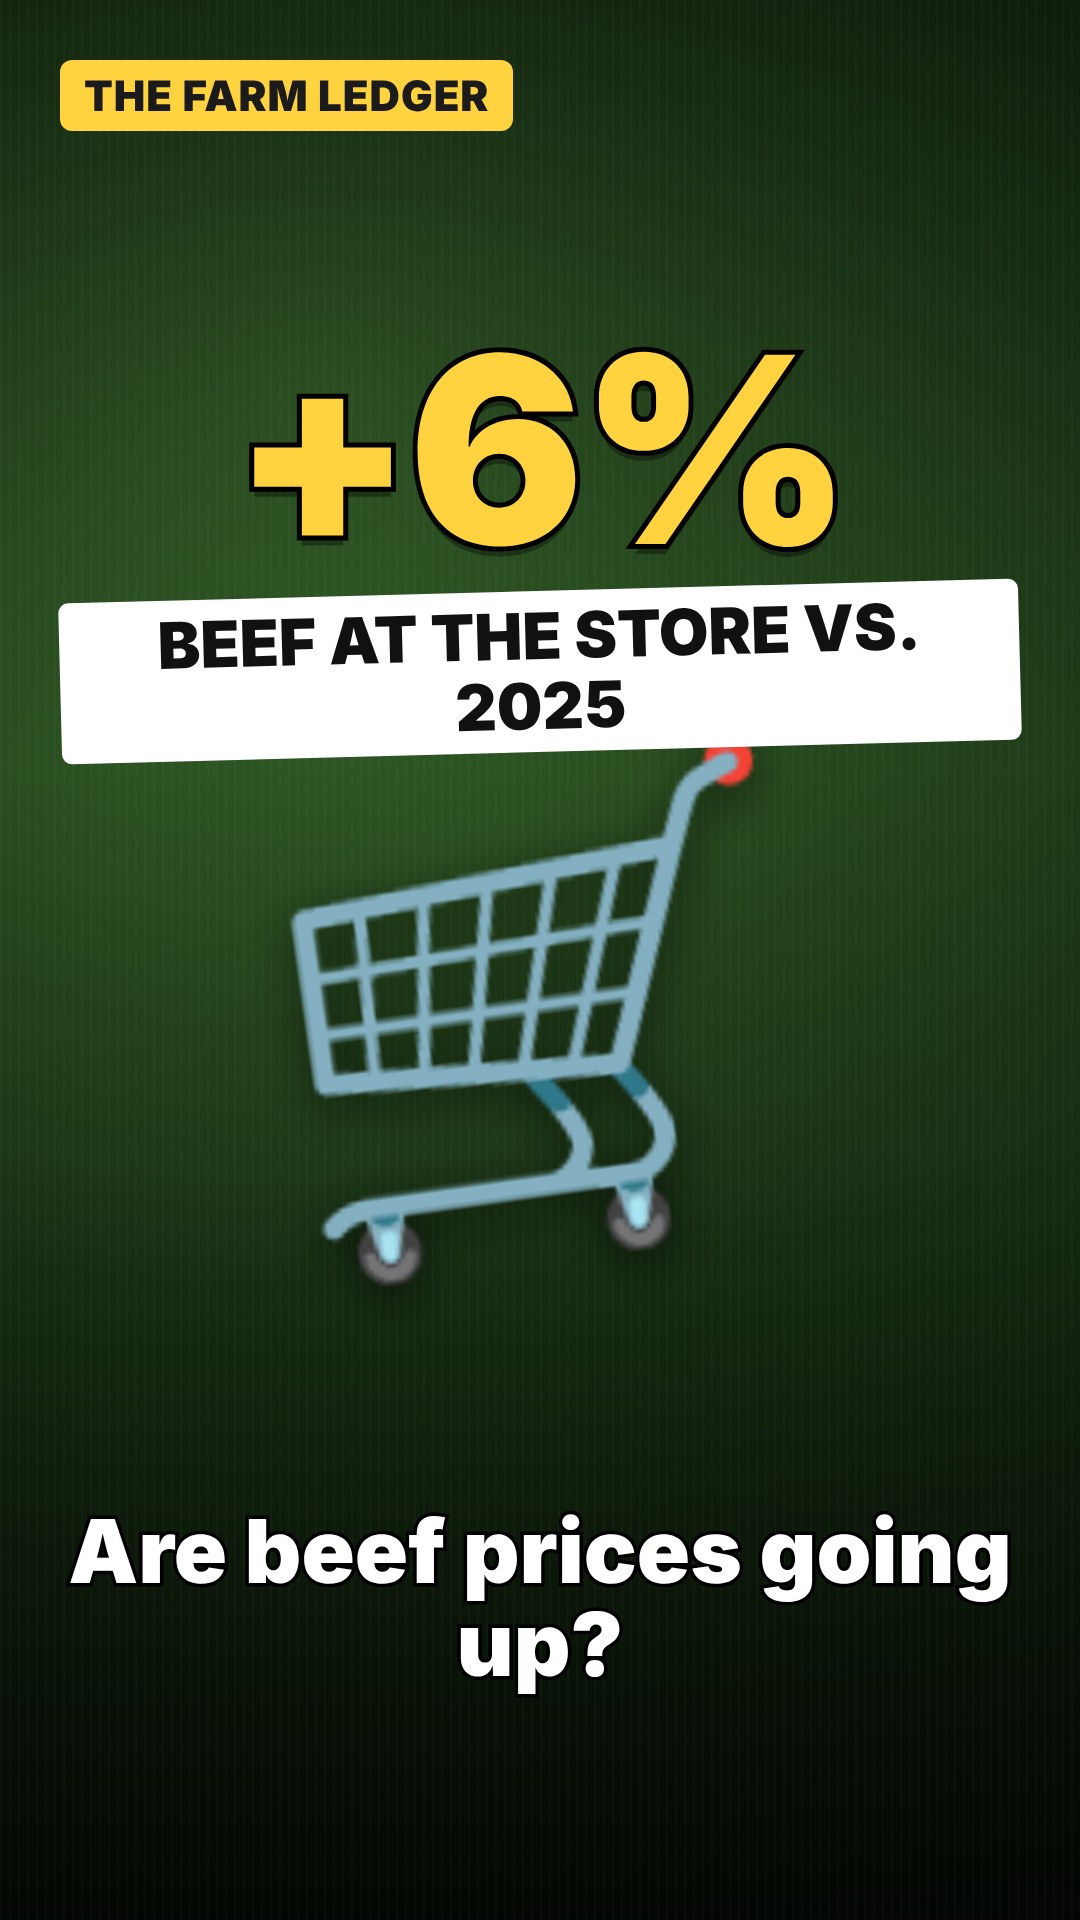 THE FARM LEDGER
+6%
BEEF AT THE STORE VS.
2025
Are beef prices going
up?